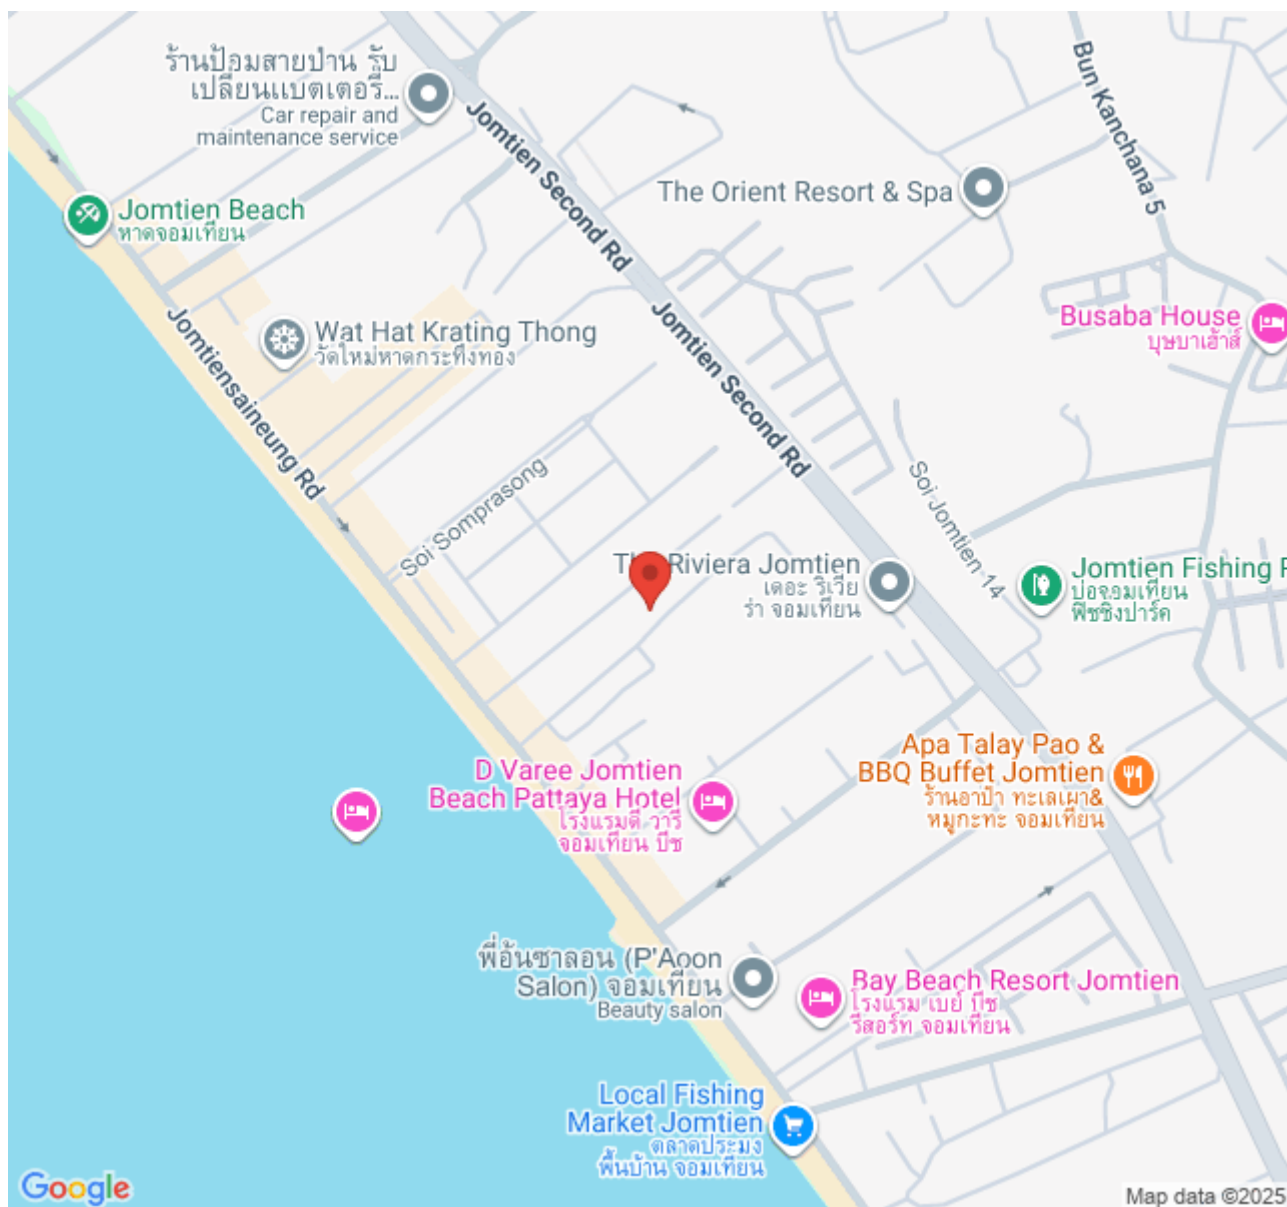 ร้านป้อมสายป่าน รับ
เปลี่ยนแบตเตอรี่...
Car repair and
maintenance service
Jomtien Second Rd
Bun Kanchana 5
The Orient Resort & Spa
Jomtien Beach
หาดจอมเทียน
Jomtiensaineung Rd
Wat Hat Krating Thong
วัดใหม่หาดกระทิงทอง
Jomtien Second Rd
Busaba House
บุษบาเฮ้าส์
Soi Somprasong
Soi Jomtien 14
Riviera Jomtien
เดอะ ริเวีย
ร่า จอมเทียน
Jomtien Fishing P
บ่อจอมเทียน
ฟิชชิ่งปาร์ค
D Varee Jomtien
Beach Pattaya Hotel
โรงแรมดี วารี
จอมเทียน บีช
Apa Talay Pao &
BBQ Buffet Jomtien
ร้านอาป๋า ทะเลเผา&
หมูกะทะ จอมเทียน
พี่อ้นซาลอน (P'Aoon
Salon) จอมเทียน
Beauty salon
Bay Beach Resort Jomtien
โรงแรม เบย์ บีช
รีสอร์ท จอมเทียน
Local Fishing
Market Jomtien
ตลาดประมง
พื้นบ้าน จอมเทียน
Google
Map data ©2025